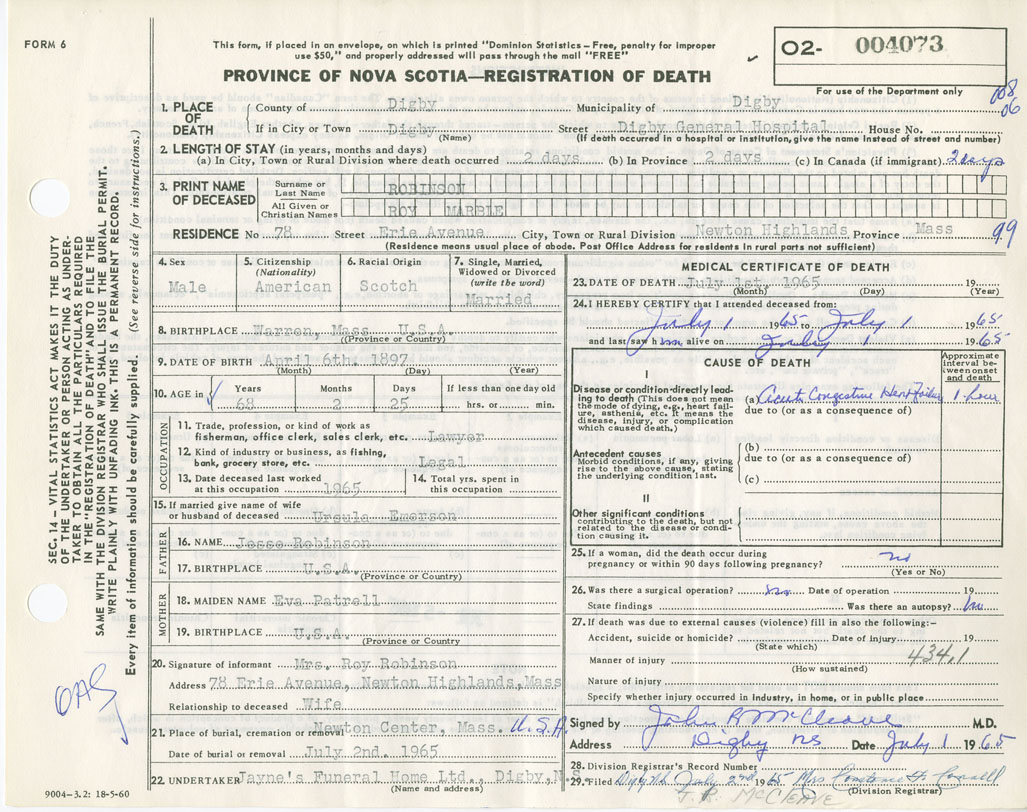 FORM 6
This form, if placed in an envelope, on which is printed "Dominion Statistics—Free, penalty for improper
use $50," and properly addressed will pass through the mail "FREE"
O2- 004073
For use of the Department only
PROVINCE OF NOVA SCOTIA—REGISTRATION OF DEATH
008
06
1. PLACE OF DEATH
County of Digby Municipality of Digby
If in City or Town Digby Street Digby General Hospital House No.
(Name) (If death occurred in a hospital or institution, give the name instead of street and number)
2. LENGTH OF STAY (in years, months and days)
(a) In City, Town or Rural Division where death occurred 2 days (b) In Province 2 days (c) In Canada (if immigrant) 2 days
3. PRINT NAME OF DECEASED
Surname or Last Name ROBINSON
All Given or Christian Names ROY MARBLE
RESIDENCE No 78 Street Erie Avenue, City, Town or Rural Division Newton Highlands Province Mass
99
(Residence means usual place of abode. Post Office Address for residents in rural parts not sufficient)
4. Sex
Male
5. Citizenship
(Nationality)
American
6. Racial Origin
Scotch
7. Single, Married,
Widowed or Divorced
(write the word)
Married
8. BIRTHPLACE Warren, Mass U.S.A.
(Province or Country)
9. DATE OF BIRTH April 6th. 1897
(Month) (Day) (Year)
10. AGE in Years Months Days If less than one day old
68 2 25 hrs. or min.
OCCUPATION
11. Trade, profession, or kind of work as
fisherman, office clerk, sales clerk, etc. Lawyer
12. Kind of industry or business, as fishing,
bank, grocery store, etc. Legal
13. Date deceased last worked
at this occupation 1965
14. Total yrs. spent in
this occupation
15. If married give name of wife
or husband of deceased Ursula Emerson
FATHER
16. NAME Jesse Robinson
17. BIRTHPLACE U.S.A.
(Province or Country)
MOTHER
18. MAIDEN NAME Eva Patrell
19. BIRTHPLACE U.S.A.
(Province or Country)
20. Signature of informant Mrs. Roy Robinson
Address 78 Erie Avenue, Newton Highlands, Mass
Relationship to deceased Wife
21. Place of burial, cremation or removal Newton Center, Mass. U.S.A.
Date of burial or removal July 2nd. 1965
22. UNDERTAKER Jayne's Funeral Home Ltd., Digby, N.S.
(Name and address)
9004-3.2: 18-5-60
MEDICAL CERTIFICATE OF DEATH
23. DATE OF DEATH July 1st. 1965 19
(Month) (Day) (Year)
24. I HEREBY CERTIFY that I attended deceased from:
July 1 1965 to July 1 1965
and last saw him alive on July 1 1965
CAUSE OF DEATH
Approximate
interval be-
tween onset
and death
I
Disease or condition directly lead-
ing to death (This does not mean
the mode of dying, e.g., heart fail-
ure, asthenia, etc. It means the
disease, injury, or complication
which caused death.)
(a) Acute Congestive Heart Failure 1 hour
due to (or as a consequence of)
Antecedent causes
Morbid conditions, if any, giving
rise to the above cause, stating
the underlying condition last.
(b)
due to (or as a consequence of)
(c)
II
Other significant conditions
contributing to the death, but not
related to the disease or condi-
tion causing it.
25. If a woman, did the death occur during
pregnancy or within 90 days following pregnancy? no
(Yes or No)
26. Was there a surgical operation? no Date of operation 19
State findings Was there an autopsy? no
27. If death was due to external causes (violence) fill in also the following:—
Accident, suicide or homicide? Date of injury 19
(State which)
434.1
Manner of injury
(How sustained)
Nature of injury
Specify whether injury occurred in industry, in home, or in public place
Signed by John R McCleave M.D.
Address Digby NS Date July 1 1965
28. Division Registrar's Record Number
29. Filed Digby NS July 2nd 1965 Mrs
(Division Registrar)
J. R. McCLEAVE
SEC. 14—VITAL STATISTICS ACT MAKES IT THE DUTY
OF THE UNDERTAKER OR PERSON ACTING AS UNDER-
TAKER TO OBTAIN ALL THE PARTICULARS REQUIRED
IN THE "REGISTRATION OF DEATH" AND TO FILE THE
SAME WITH THE DIVISION REGISTRAR WHO SHALL ISSUE THE BURIAL PERMIT.
WRITE PLAINLY WITH UNFADING INK—THIS IS A PERMANENT RECORD.
Every item of information should be carefully supplied. (See reverse side for instructions.)
OAS